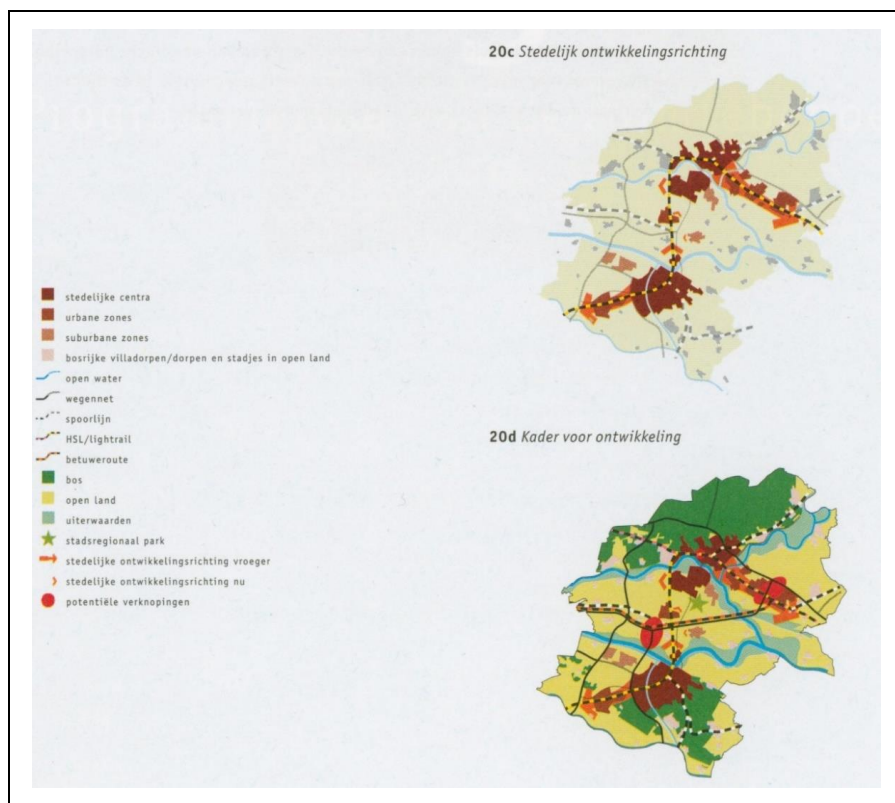 20c Stedelijk ontwikkelingsrichting
stedelijke centra
urbane zones
suburbane zones
bosrijke villadorpen/dorpen en stadjes in open land
open water
wegennet
spoorlijn
HSL/lightrail
betuweroute
bos
open land
uiterwaarden
stadsregionaal park
stedelijke ontwikkelingsrichting vroeger
stedelijke ontwikkelingsrichting nu
potentiële verknopingen
20d Kader voor ontwikkeling